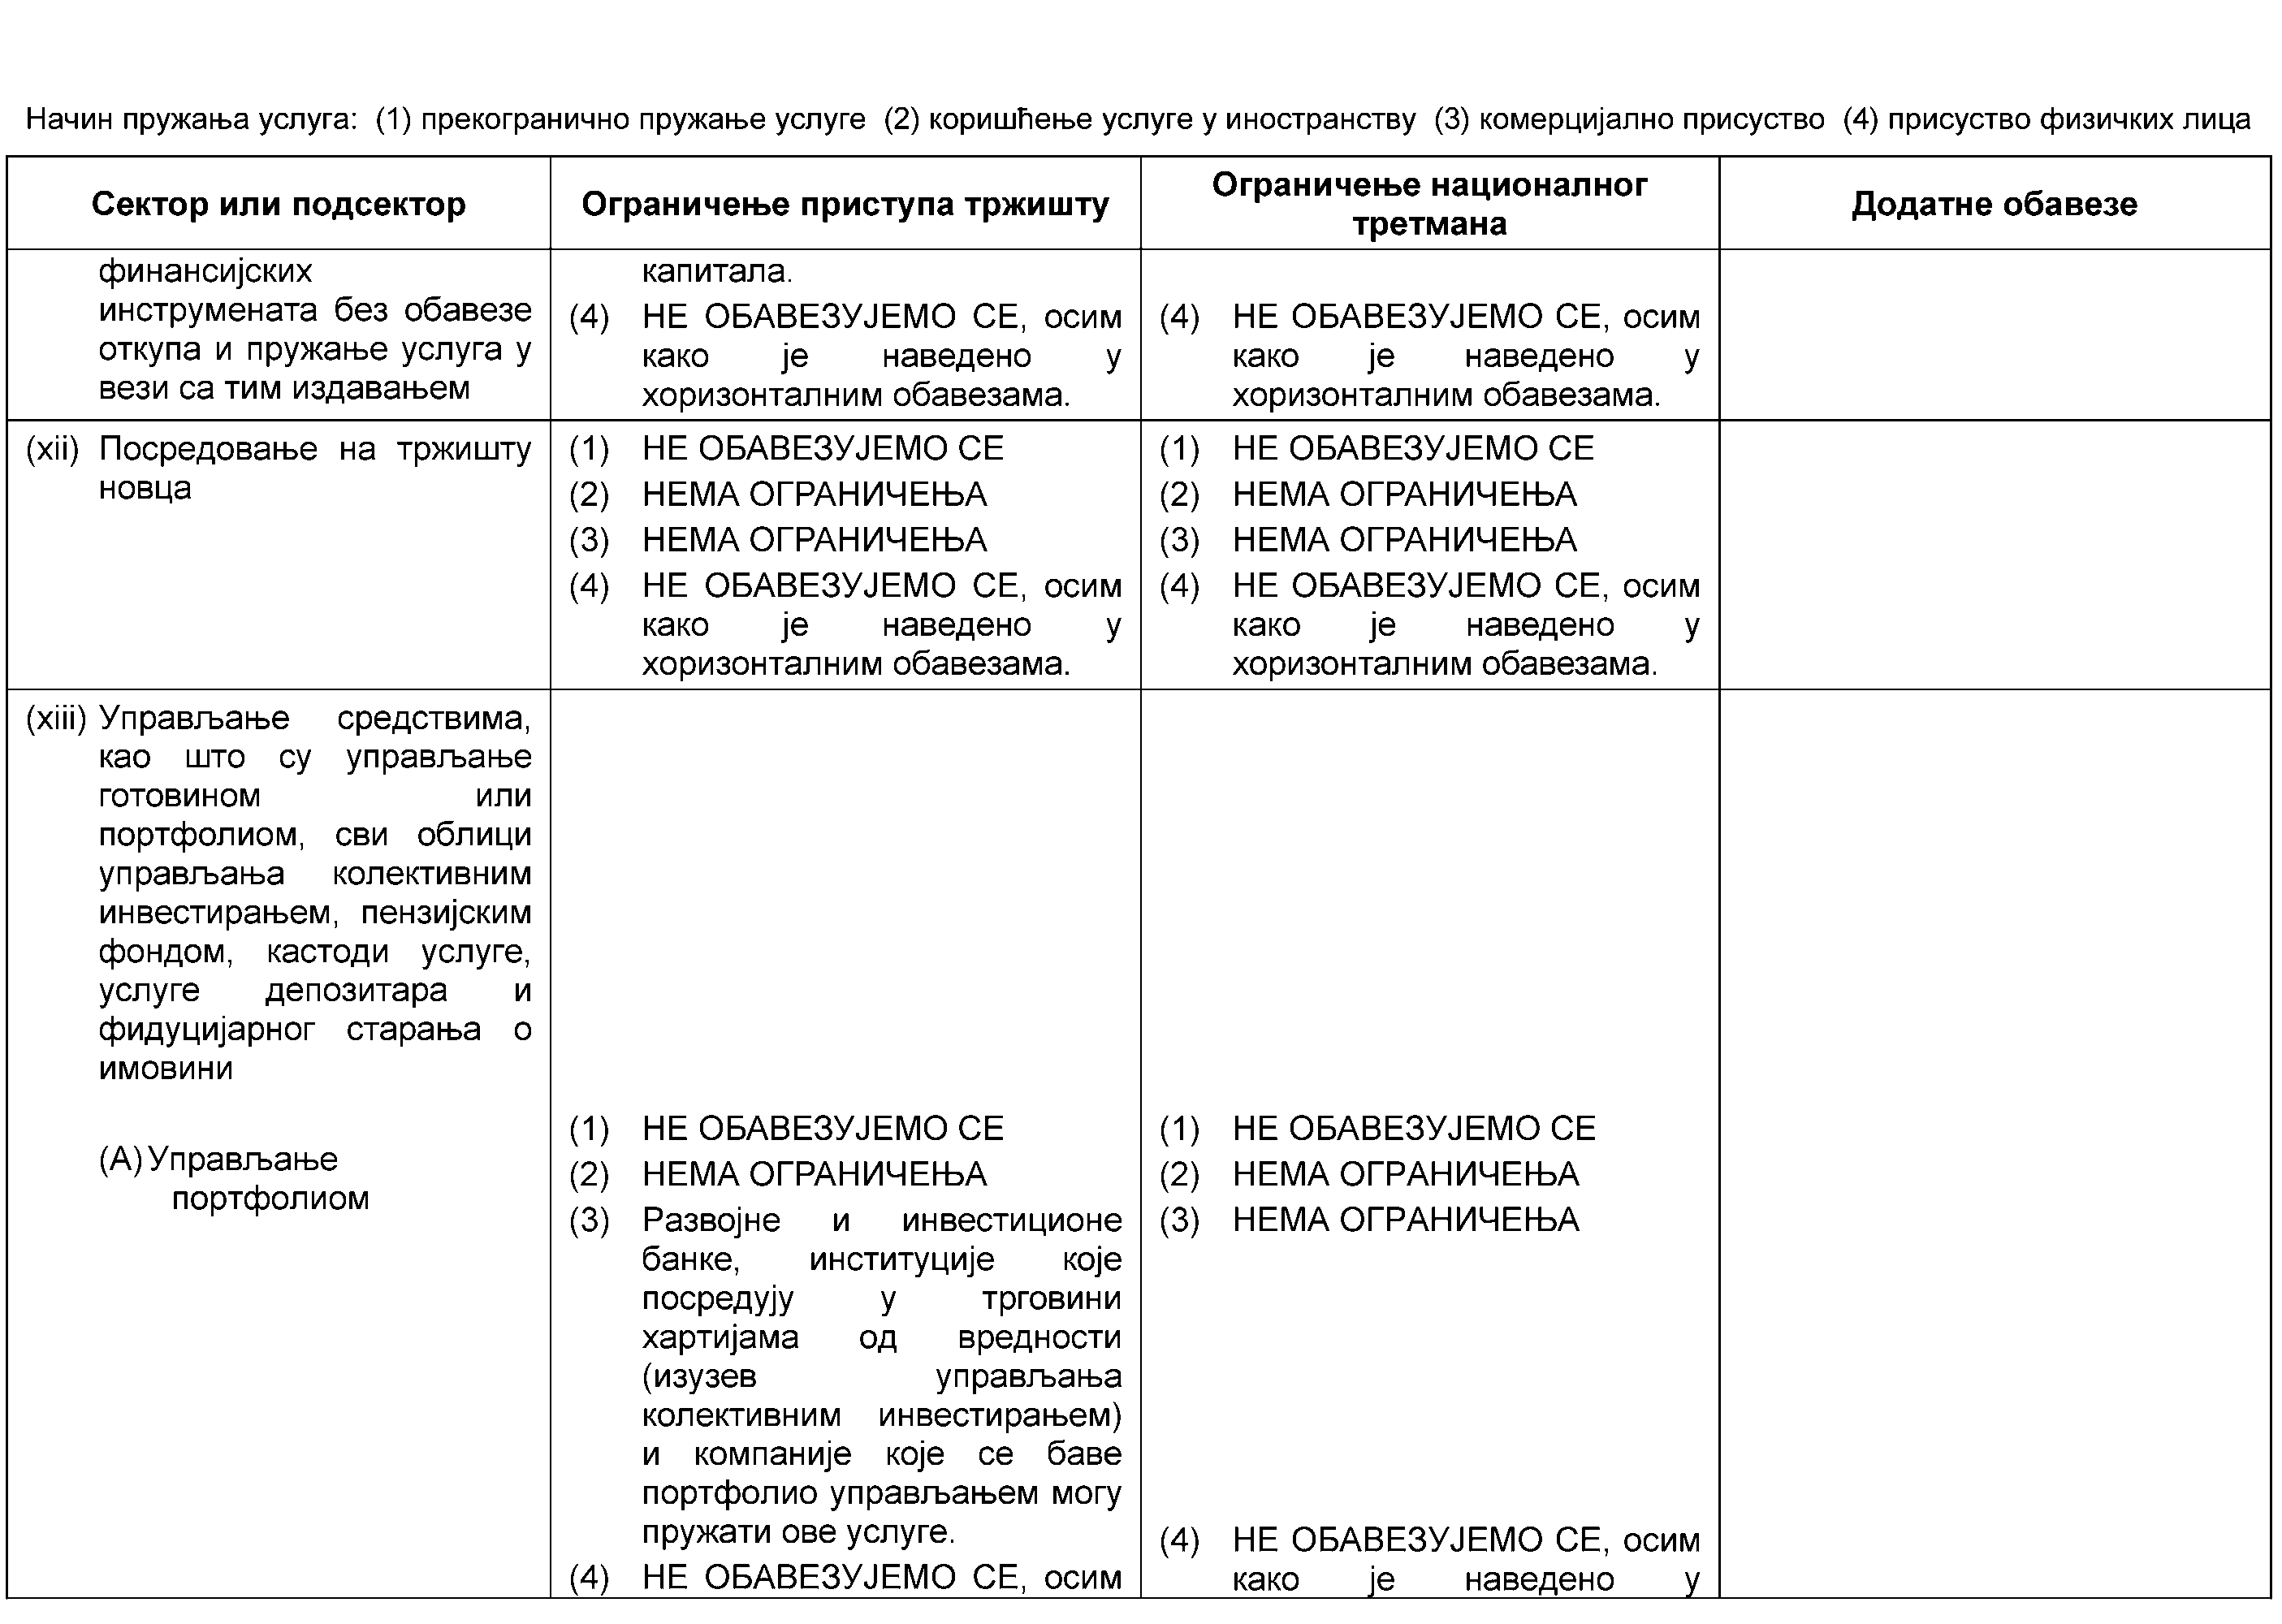 Начин пружања услуга: (1) прекогранично пружање услуге (2) коришћење услуге у иностранству (3) комерцијално присуство (4) присуство физичких лица
Сектор или подсектор
Ограничење приступа тржишту
Ограничење националног
третмана
Додатне обавезе
финансијских
инструмената без обавезе
откупа и пружање услуга у
вези са тим издавањем
капитала.
(4) НЕ ОБАВЕЗУЈЕМО СЕ, осим
како је наведено у
хоризонталним обавезама.
(4) НЕ ОБАВЕЗУЈЕМО СЕ, осим
како је наведено у
хоризонталним обавезама.
(xii) Посредовање на тржишту
новца
(1) НЕ ОБАВЕЗУЈЕМО СЕ
(2) НЕМА ОГРАНИЧЕЊА
(3) НЕМА ОГРАНИЧЕЊА
(4) НЕ ОБАВЕЗУЈЕМО СЕ, осим
како је наведено у
хоризонталним обавезама.
(1) НЕ ОБАВЕЗУЈЕМО СЕ
(2) НЕМА ОГРАНИЧЕЊА
(3) НЕМА ОГРАНИЧЕЊА
(4) НЕ ОБАВЕЗУЈЕМО СЕ, осим
како је наведено у
хоризонталним обавезама.
(xiii) Управљање средствима,
као што су управљање
готовином или
портфолиом, сви облици
управљања колективним
инвестирањем, пензијским
фондом, кастоди услуге,
услуге депозитара и
фидуцијарног старања о
имовини
(А) Управљање
портфолиом
(1) НЕ ОБАВЕЗУЈЕМО СЕ
(2) НЕМА ОГРАНИЧЕЊА
(3) Развојне и инвестиционе
банке, институције које
посредују у трговини
хартијама од вредности
(изузев управљања
колективним инвестирањем)
и компаније које се баве
портфолио управљањем могу
пружати ове услуге.
(4) НЕ ОБАВЕЗУЈЕМО СЕ, осим
(1) НЕ ОБАВЕЗУЈЕМО СЕ
(2) НЕМА ОГРАНИЧЕЊА
(3) НЕМА ОГРАНИЧЕЊА
(4) НЕ ОБАВЕЗУЈЕМО СЕ, осим
како је наведено у